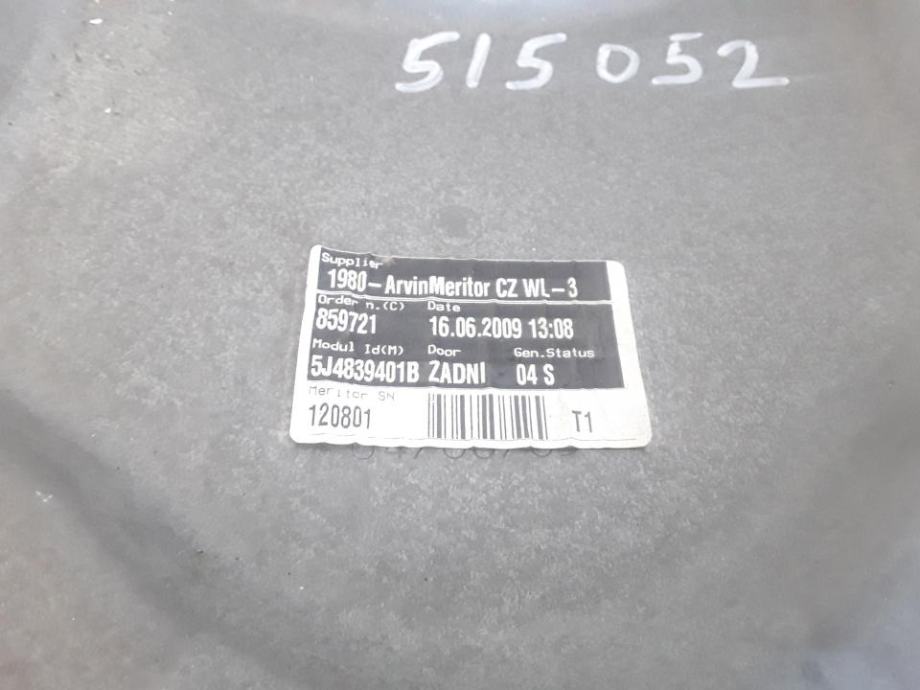 515052
Supplier
1980-ArvinMeritor CZ WL-3
Order n.(C) Date
859721 16.06.2009 13:08
Modul Id(M) Door Gen.Status
5J4839401B ZADNI 04 S
Meritor SN
120801 T1